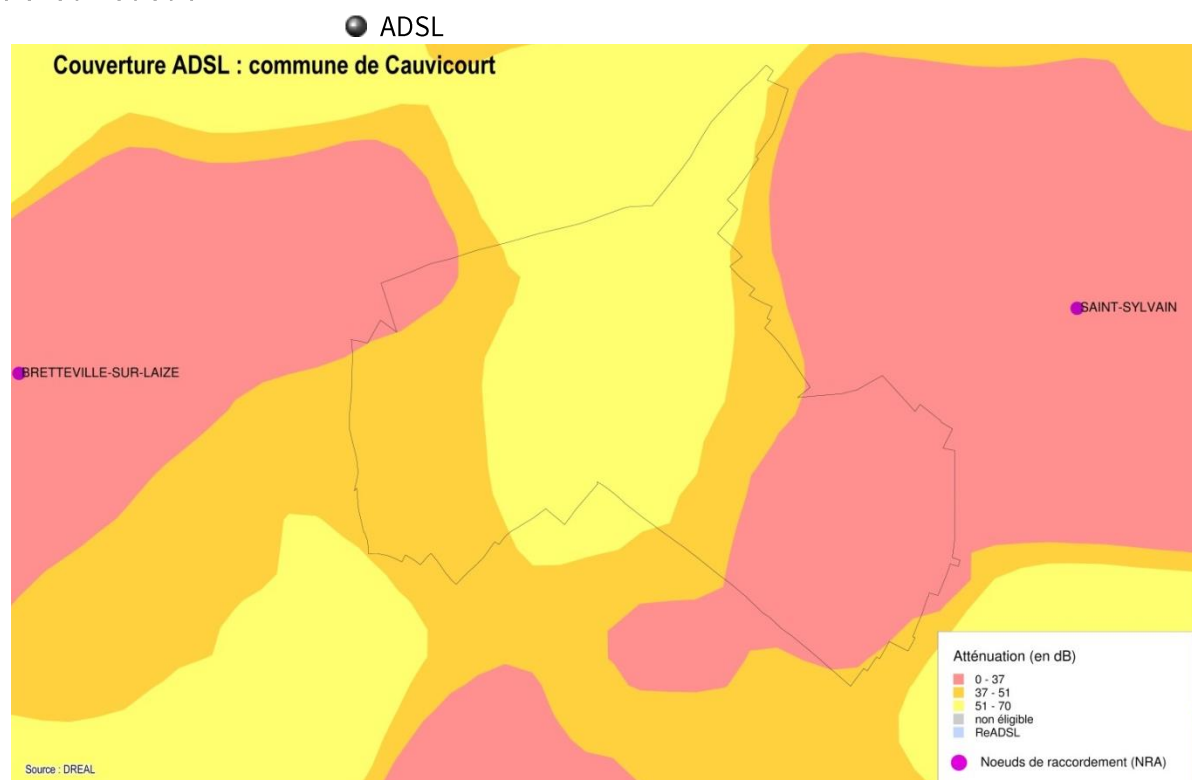 ADSL
Couverture ADSL : commune de Cauvicourt
SAINT-SYLVAIN
BRETTEVILLE-SUR-LAIZE
Atténuation (en dB)
0 - 37
37 - 51
51 - 70
non éligible
ReADSL
Noeuds de raccordement (NRA)
Source : DREAL